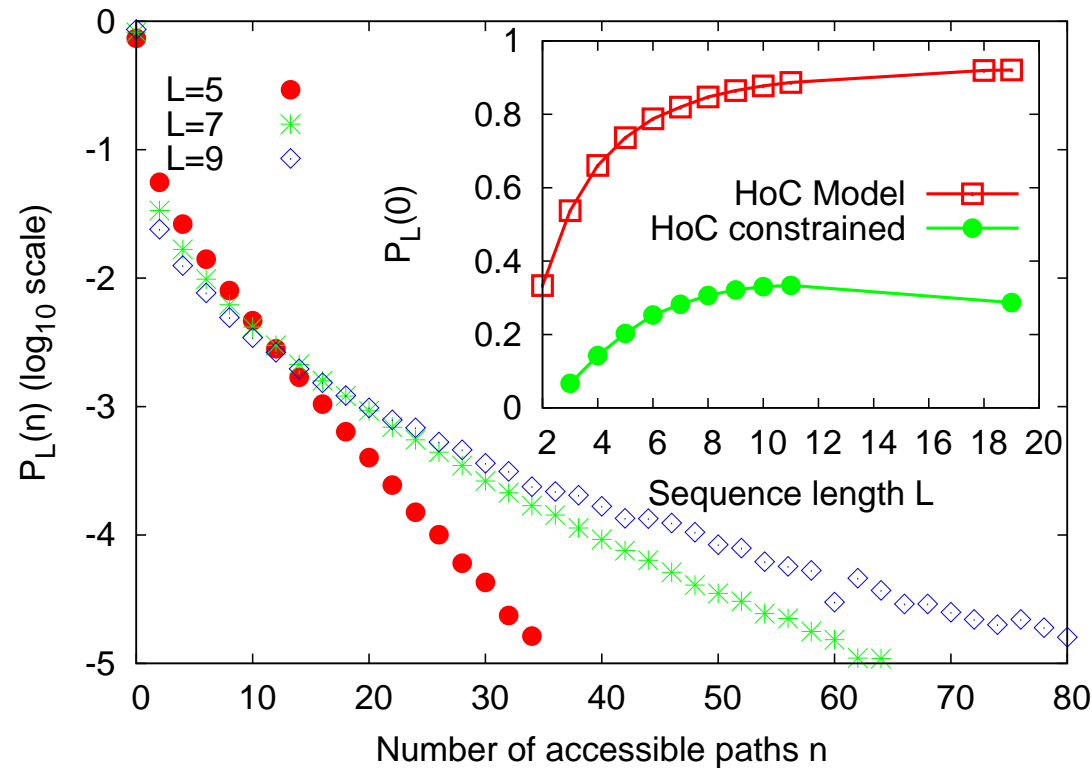 0
-1
-2
-3
-4
-5
P_L(n) (log_10 scale)
L=5
L=7
L=9
1
0.8
0.6
0.4
0.2
0
P_L(0)
HoC Model
HoC constrained
2 4 6 8 10 12 14 16 18 20
Sequence length L
0 10 20 30 40 50 60 70 80
Number of accessible paths n